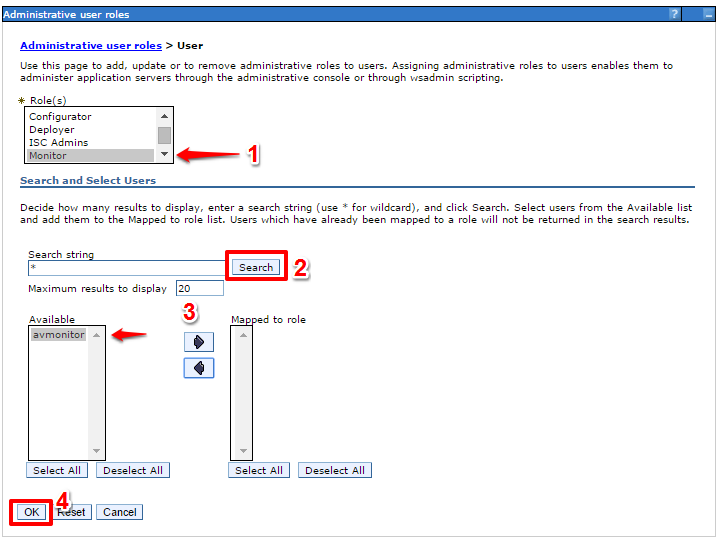 Administrative user roles ? _
Administrative user roles > User
Use this page to add, update or to remove administrative roles to users. Assigning administrative roles to users enables them to
administer application servers through the administrative console or through wsadmin scripting.
* Role(s)
Configurator
Deployer
ISC Admins
Monitor
1
Search and Select Users
Decide how many results to display, enter a search string (use * for wildcard), and click Search. Select users from the Available list
and add them to the Mapped to role list. Users which have already been mapped to a role will not be returned in the search results.
Search string
* Search 2
Maximum results to display 20
3
Available Mapped to role
avmonitor
Select All Deselect All Select All Deselect All
4
OK Reset Cancel